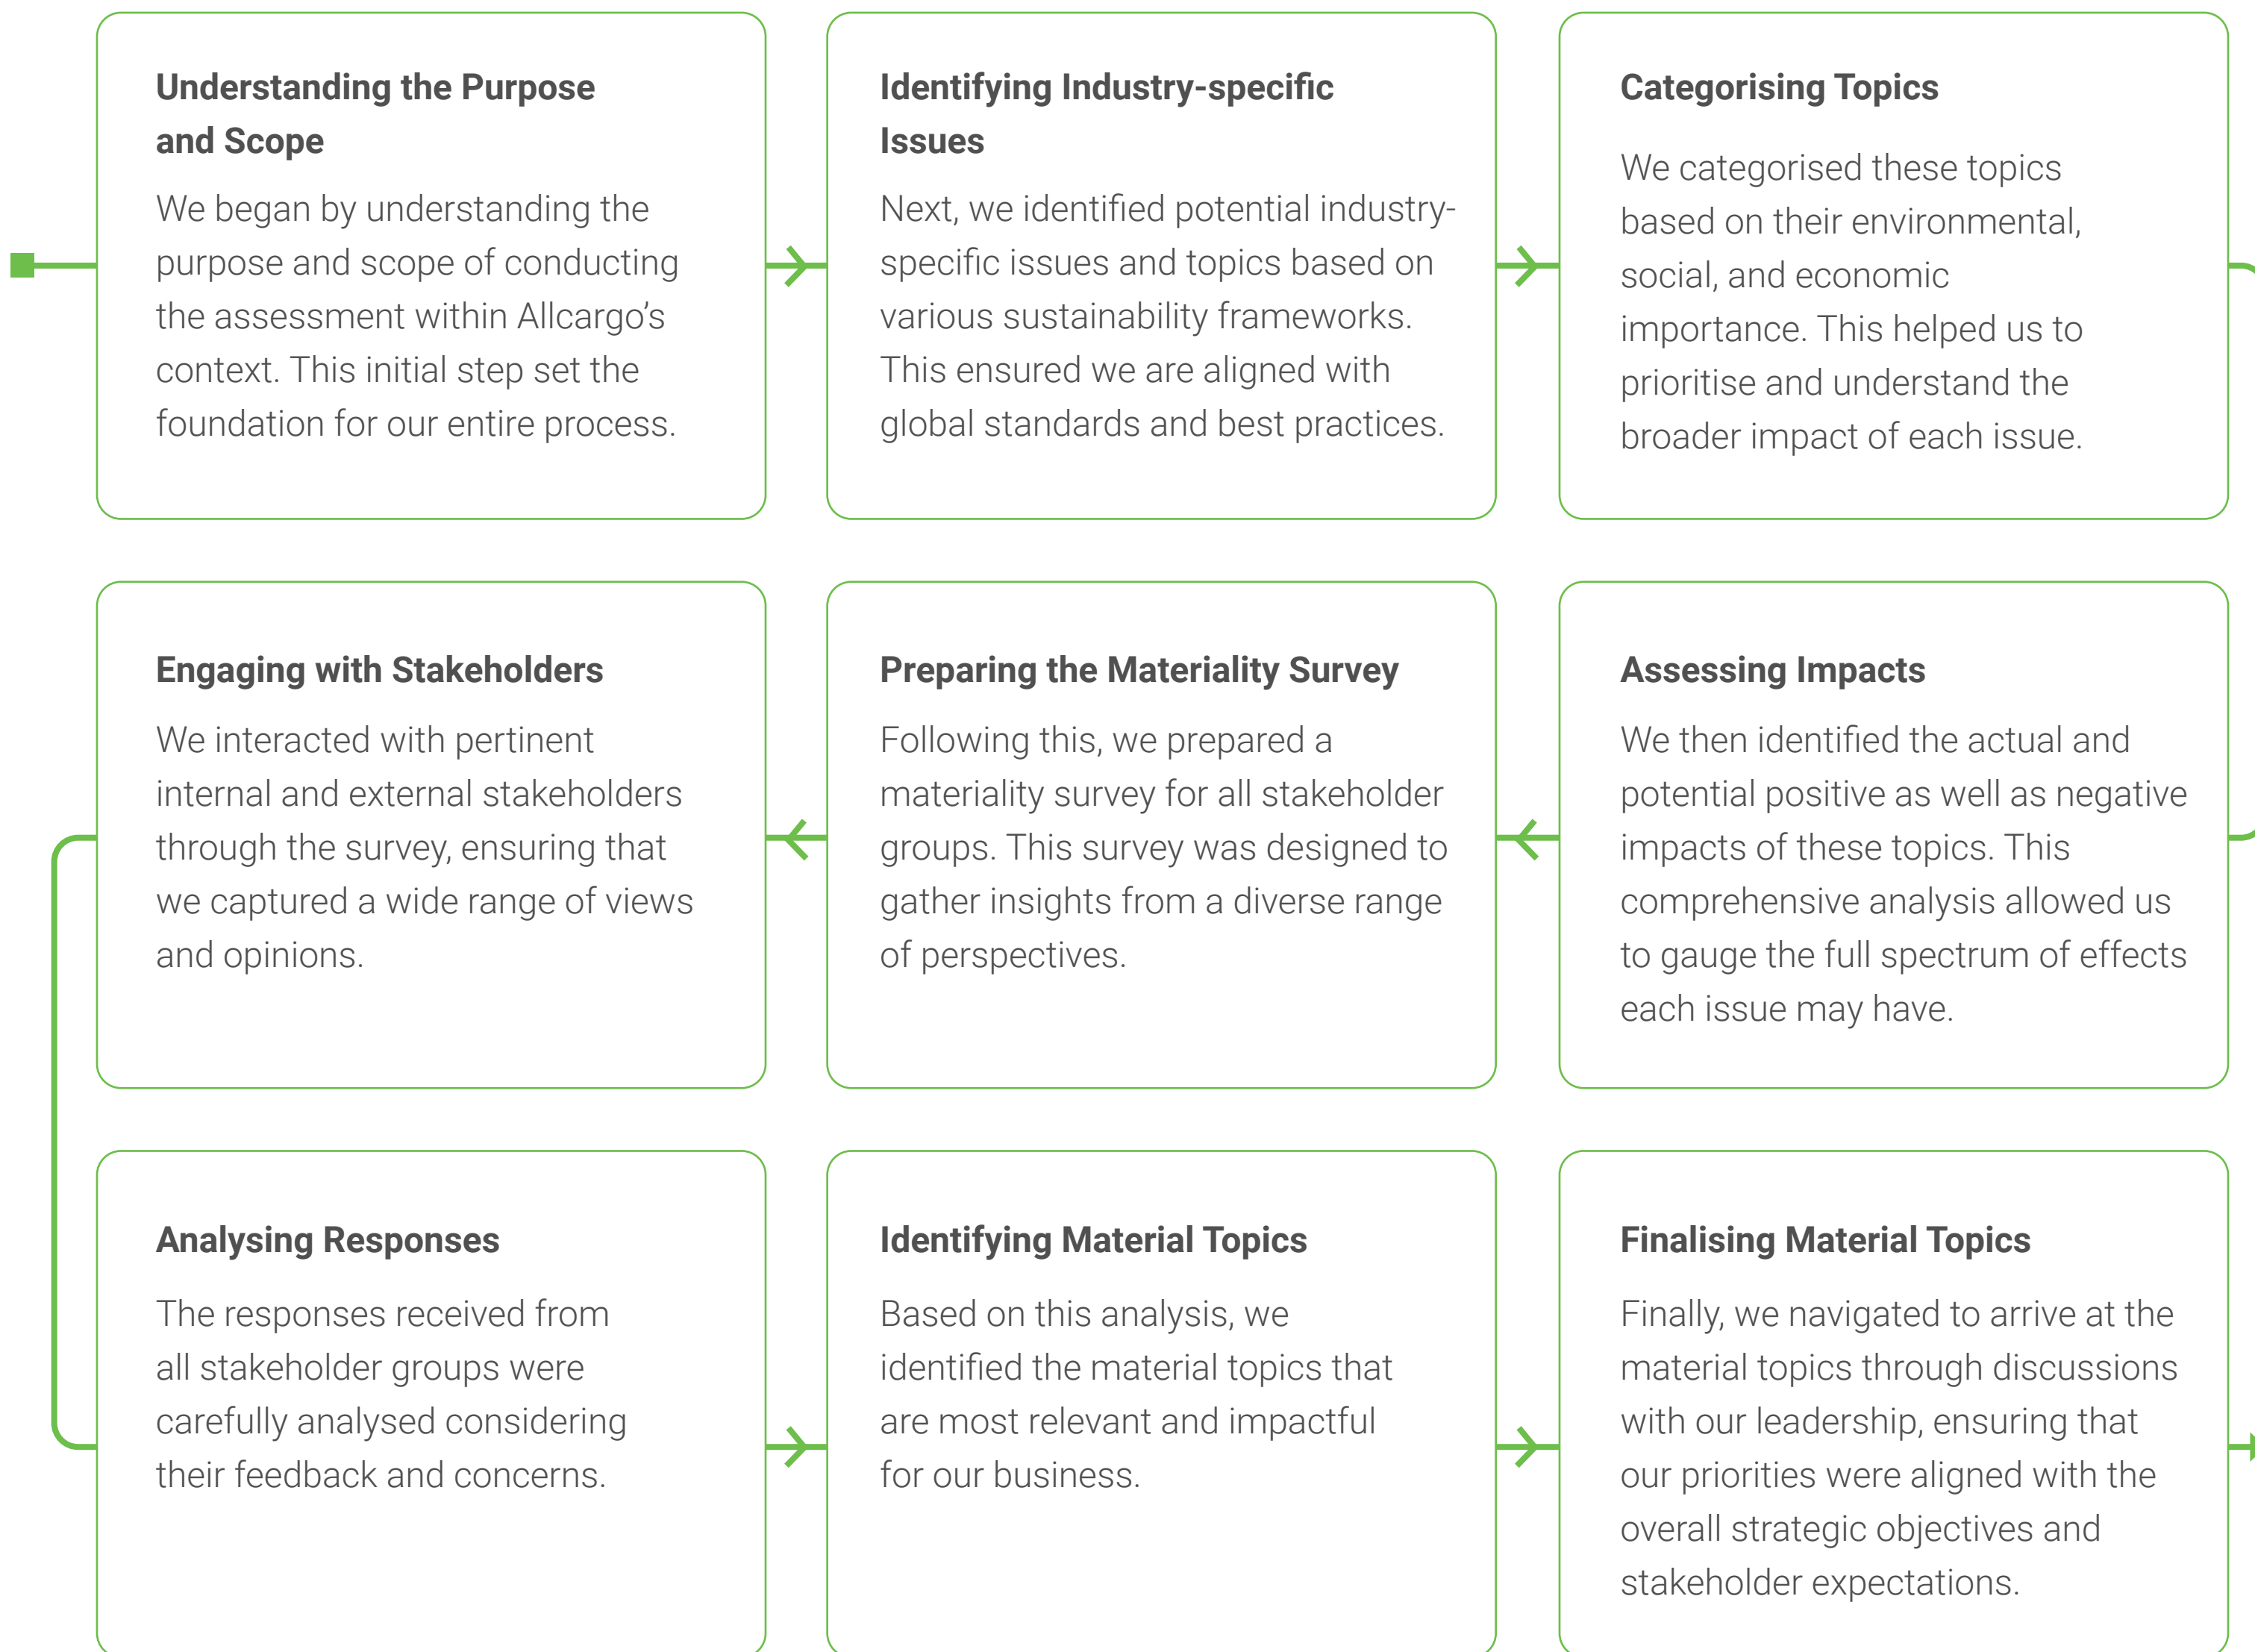 Understanding the Purpose
and Scope
We began by understanding the
purpose and scope of conducting
the assessment within Allcargo's
context. This initial step set the
foundation for our entire process.
Identifying Industry-specific
Issues
Next, we identified potential industry-
specific issues and topics based on
various sustainability frameworks.
This ensured we are aligned with
global standards and best practices.
Categorising Topics
We categorised these topics
based on their environmental,
social, and economic
importance. This helped us to
prioritise and understand the
broader impact of each issue.
Assessing Impacts
We then identified the actual and
potential positive as well as negative
impacts of these topics. This
comprehensive analysis allowed us
to gauge the full spectrum of effects
each issue may have.
Preparing the Materiality Survey
Following this, we prepared a
materiality survey for all stakeholder
groups. This survey was designed to
gather insights from a diverse range
of perspectives.
Engaging with Stakeholders
We interacted with pertinent
internal and external stakeholders
through the survey, ensuring that
we captured a wide range of views
and opinions.
Analysing Responses
The responses received from
all stakeholder groups were
carefully analysed considering
their feedback and concerns.
Identifying Material Topics
Based on this analysis, we
identified the material topics that
are most relevant and impactful
for our business.
Finalising Material Topics
Finally, we navigated to arrive at the
material topics through discussions
with our leadership, ensuring that
our priorities were aligned with the
overall strategic objectives and
stakeholder expectations.